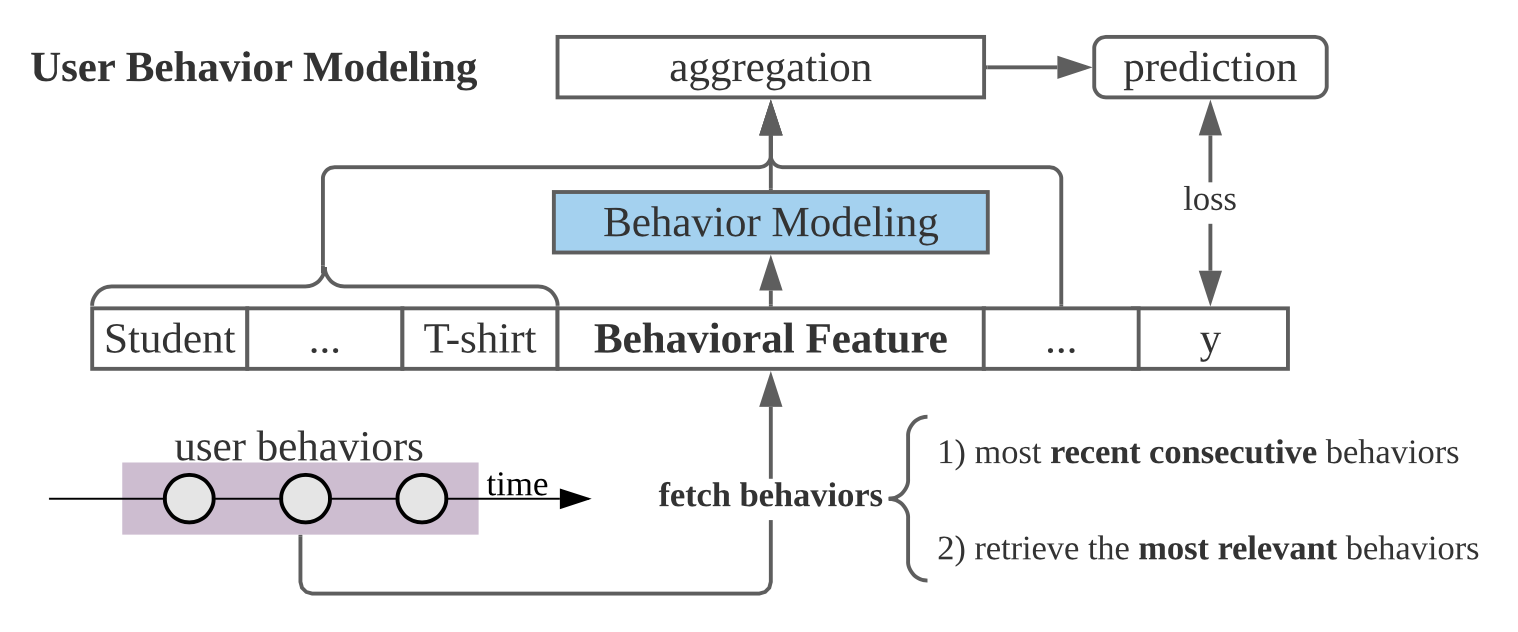 User Behavior Modeling
aggregation
prediction
Behavior Modeling
loss
Student
...
T-shirt
Behavioral Feature
...
y
user behaviors
time
fetch behaviors
1) most recent consecutive behaviors
2) retrieve the most relevant behaviors